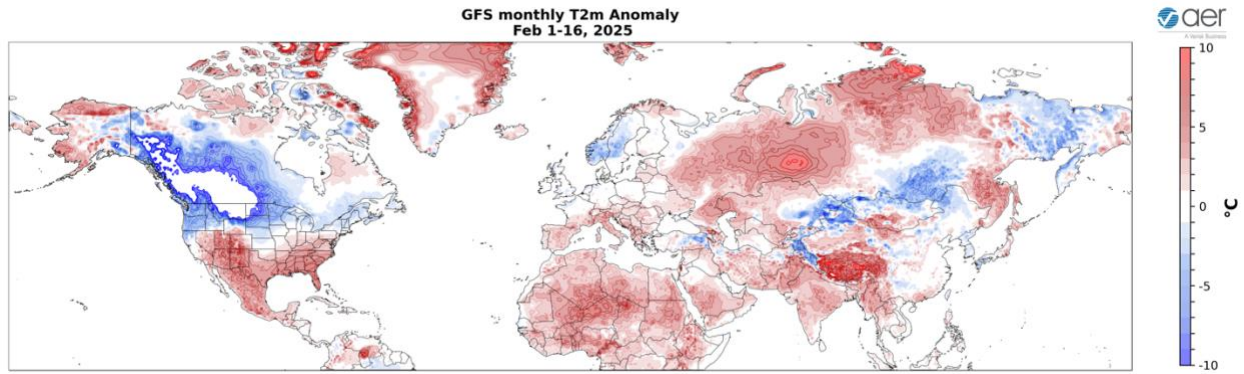 GFS monthly T2m Anomaly
Feb 1-16, 2025
aer
A Verisk Business
10
5
0
-5
-10
°C